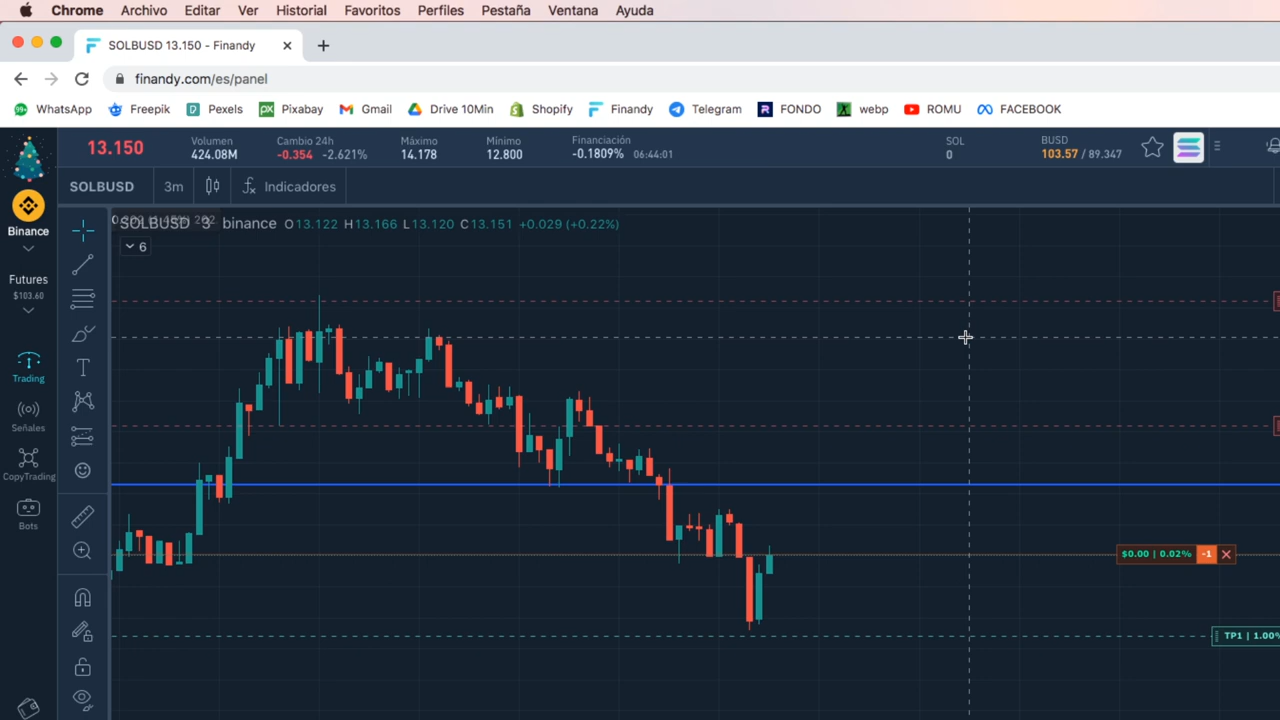 Chrome Archivo Editar Ver Historial Favoritos Perfiles Pestaña Ventana Ayuda
SOLBUSD 13.150 - Finandy
finandy.com/es/panel
99+ WhatsApp Freepik Pexels px Pixabay Gmail Drive 10Min Shopify Finandy Telegram FONDO webp ROMU FACEBOOK
13.150
Volumen
424.08M
Cambio 24h
-0.354 -2.621%
Máximo
14.178
Mínimo
12.800
Financiación
-0.1809% 06:44:01
SOL
0
BUSD
103.57 / 89.347
SOLBUSD 3m Indicadores
Binance
Futures
$103.60
Trading
Señales
CopyTrading
Bots
SOLBUSD 3 binance O13.122 H13.166 L13.120 C13.151 +0.029 (+0.22%)
6
$0.00 | 0.02% -1
TP1 | 1.00%